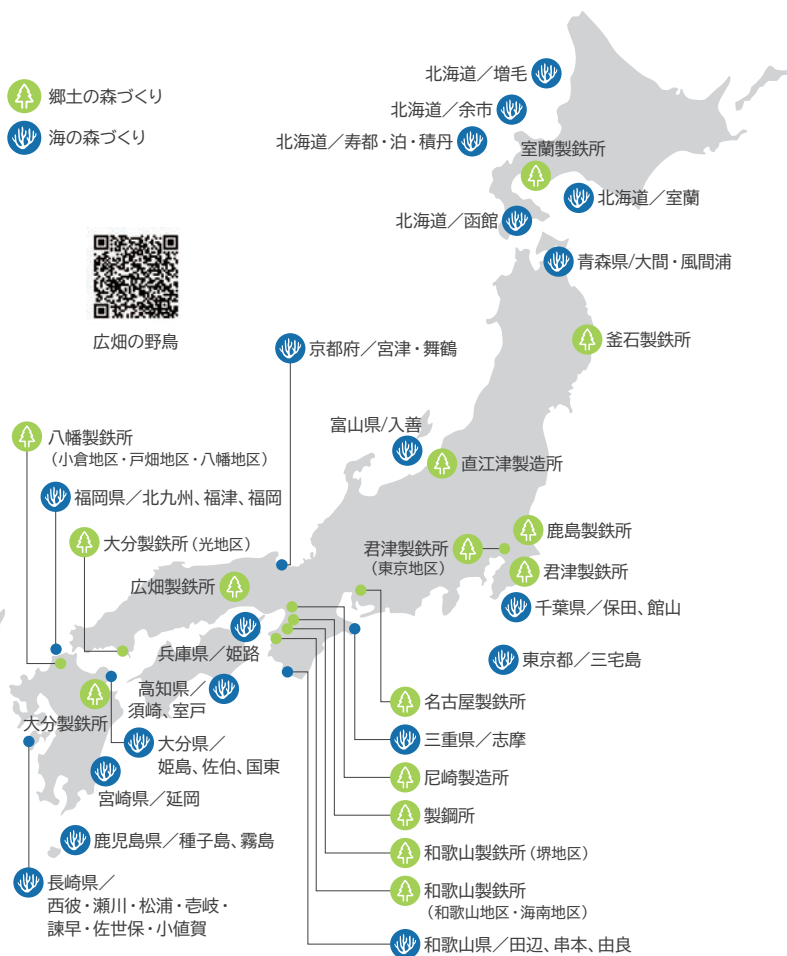 郷土の森づくり
海の森づくり
広畑の野鳥
北海道／増毛
北海道／余市
北海道／寿都・泊・積丹
室蘭製鉄所
北海道／室蘭
北海道／函館
青森県/大間・風間浦
釜石製鉄所
京都府／宮津・舞鶴
富山県/入善
直江津製造所
八幡製鉄所
（小倉地区・戸畑地区・八幡地区）
福岡県／北九州、福津、福岡
大分製鉄所（光地区）
広畑製鉄所
君津製鉄所
（東京地区）
鹿島製鉄所
君津製鉄所
千葉県／保田、館山
東京都／三宅島
兵庫県／姫路
高知県／
須崎、室戸
大分製鉄所
大分県／
姫島、佐伯、国東
宮崎県／延岡
鹿児島県／種子島、霧島
長崎県／
西彼・瀬川・松浦・壱岐・
諫早・佐世保・小値賀
名古屋製鉄所
三重県／志摩
尼崎製造所
製鋼所
和歌山製鉄所（堺地区）
和歌山製鉄所
（和歌山地区・海南地区）
和歌山県／田辺、串本、由良